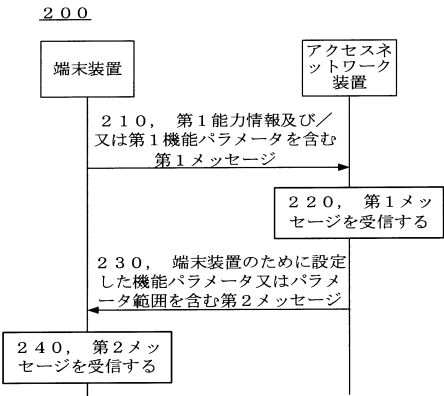 ２００
端末装置
アクセスネ
ットワーク
装置
２１０， 第１能力情報及び／
又は第１機能パラメータを含む
第１メッセージ
２２０， 第１メッ
セージを受信する
２３０， 端末装置のために設定
した機能パラメータ又はパラメ
ータ範囲を含む第２メッセージ
２４０， 第２メッ
セージを受信する